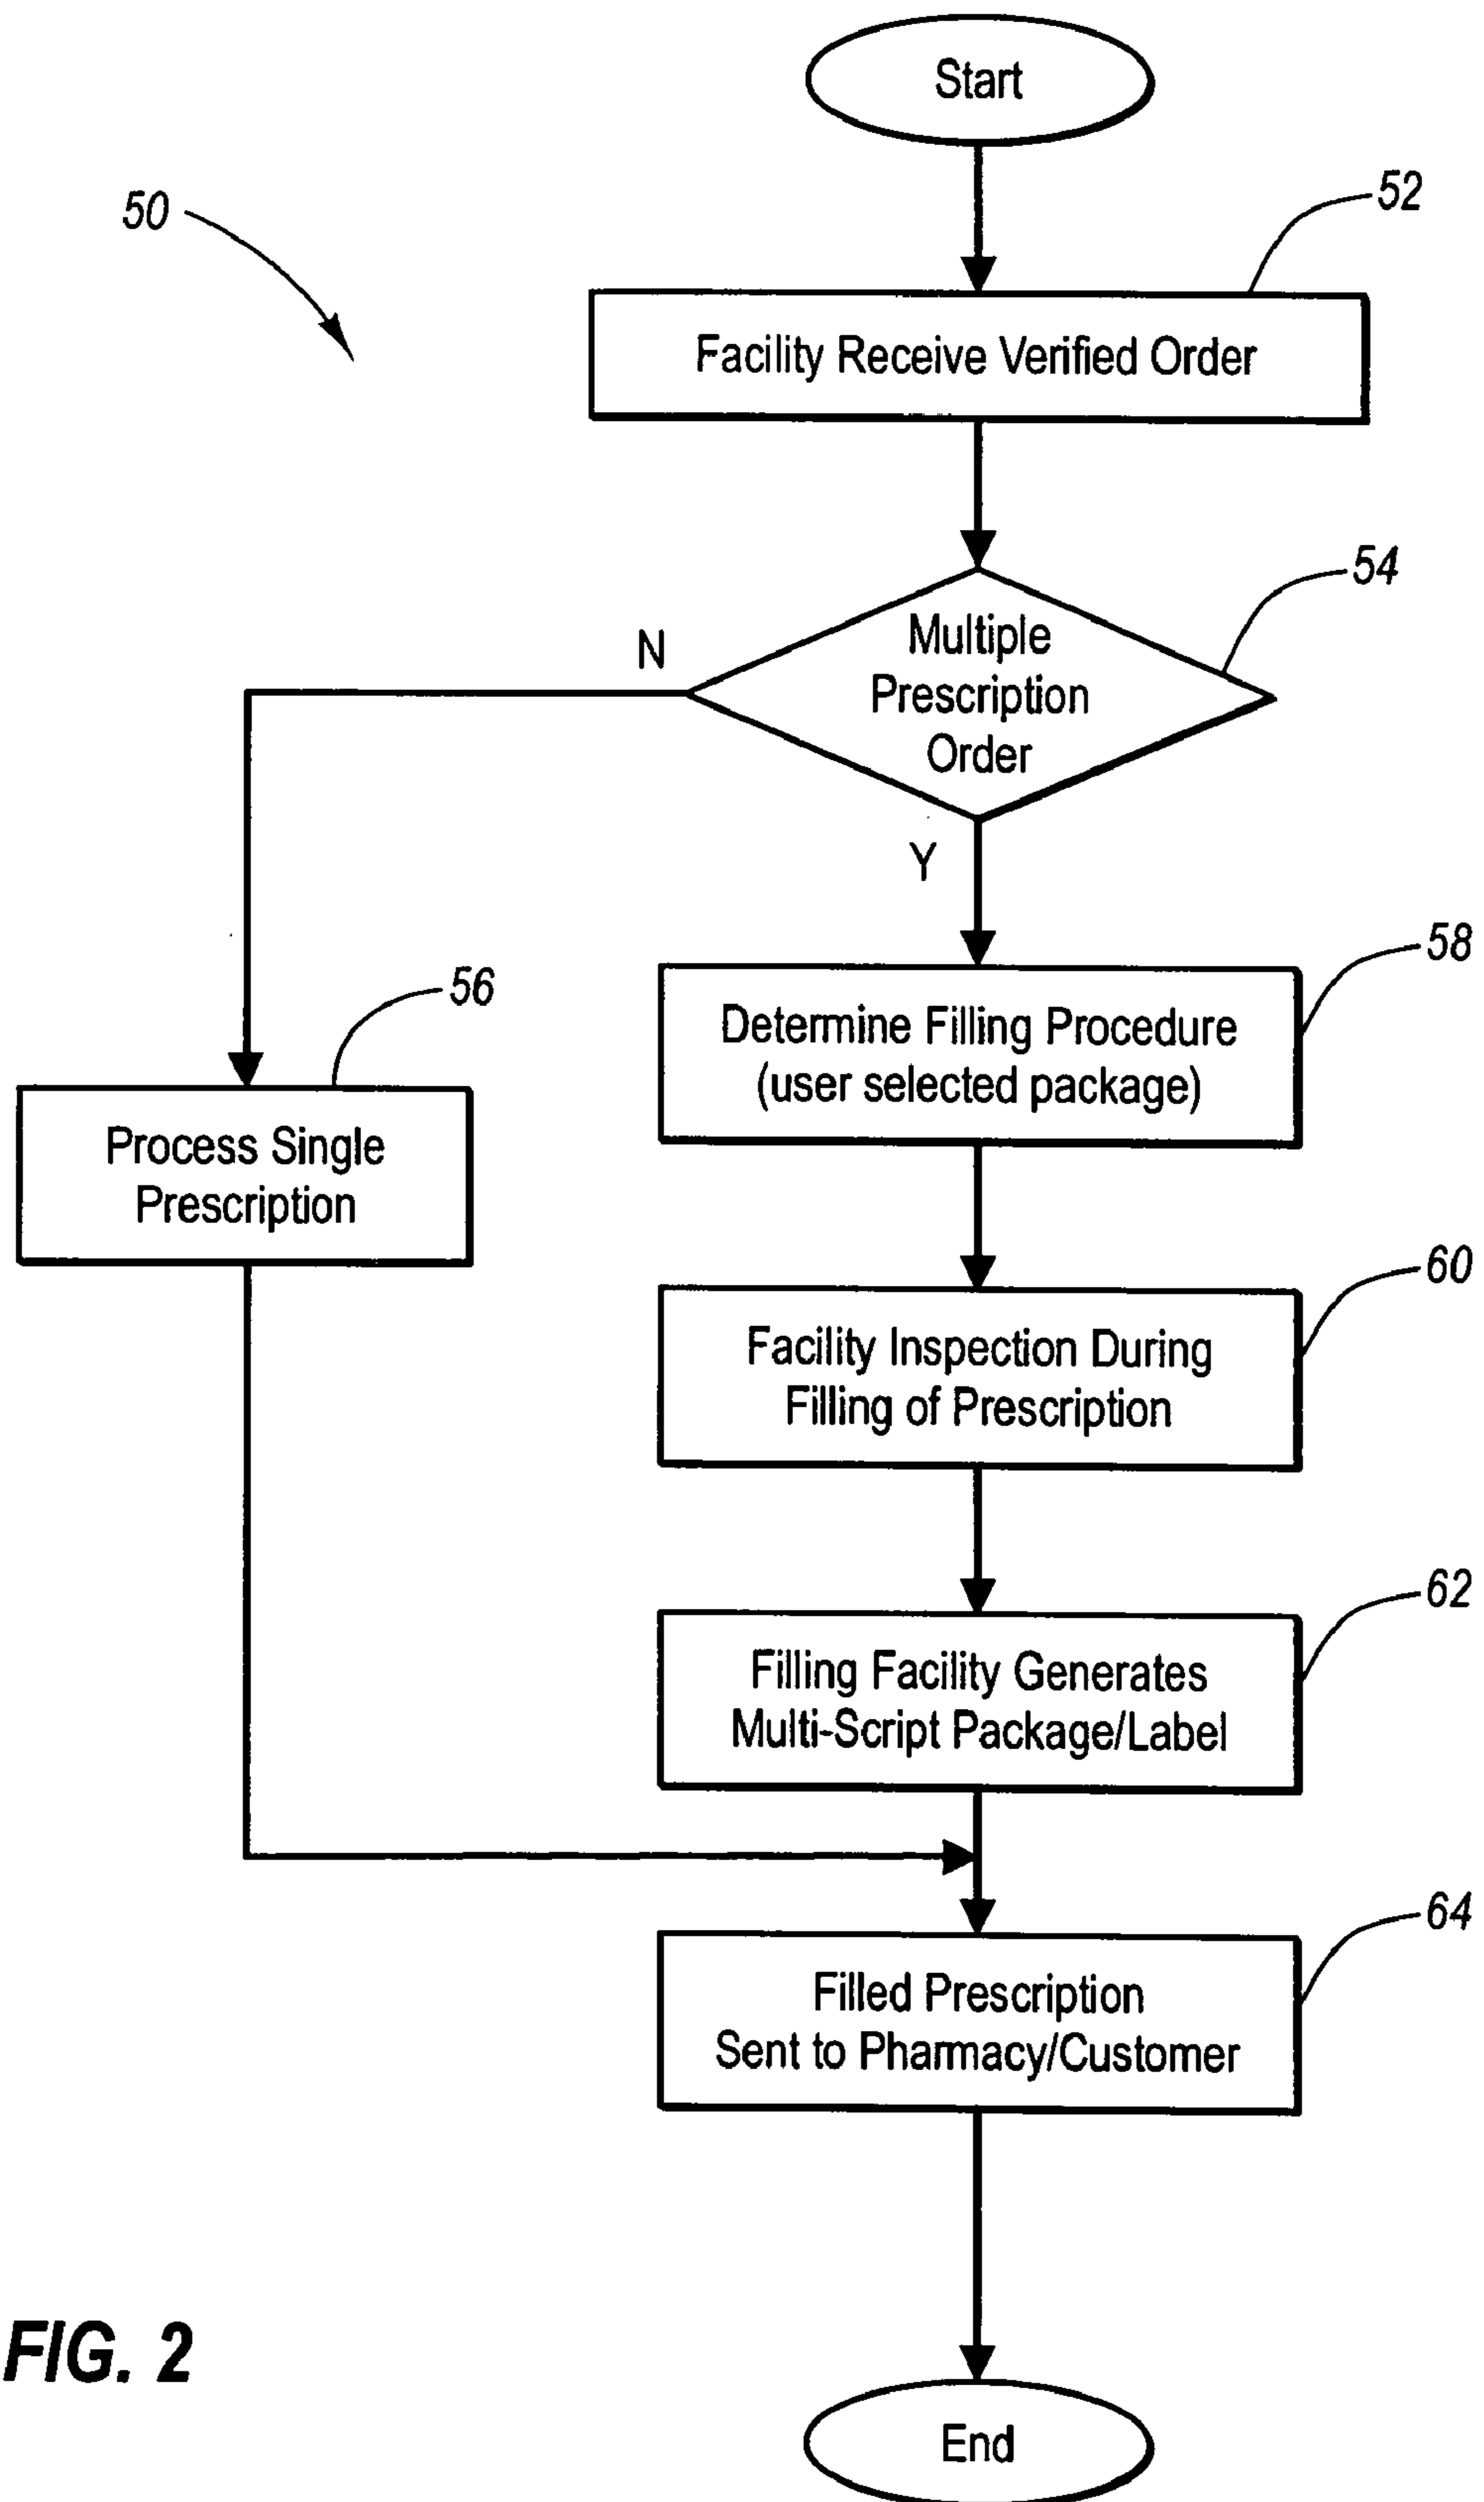 Start
50
52
Facility Receive Verified Order
54
N
Multiple
Prescription
Order
Y
58
Determine Filling Procedure
(user selected package)
56
Process Single
Prescription
60
Facility Inspection During
Filling of Prescription
62
Filling Facility Generates
Multi-Script Package/Label
64
Filled Prescription
Sent to Pharmacy/Customer
FIG. 2
End